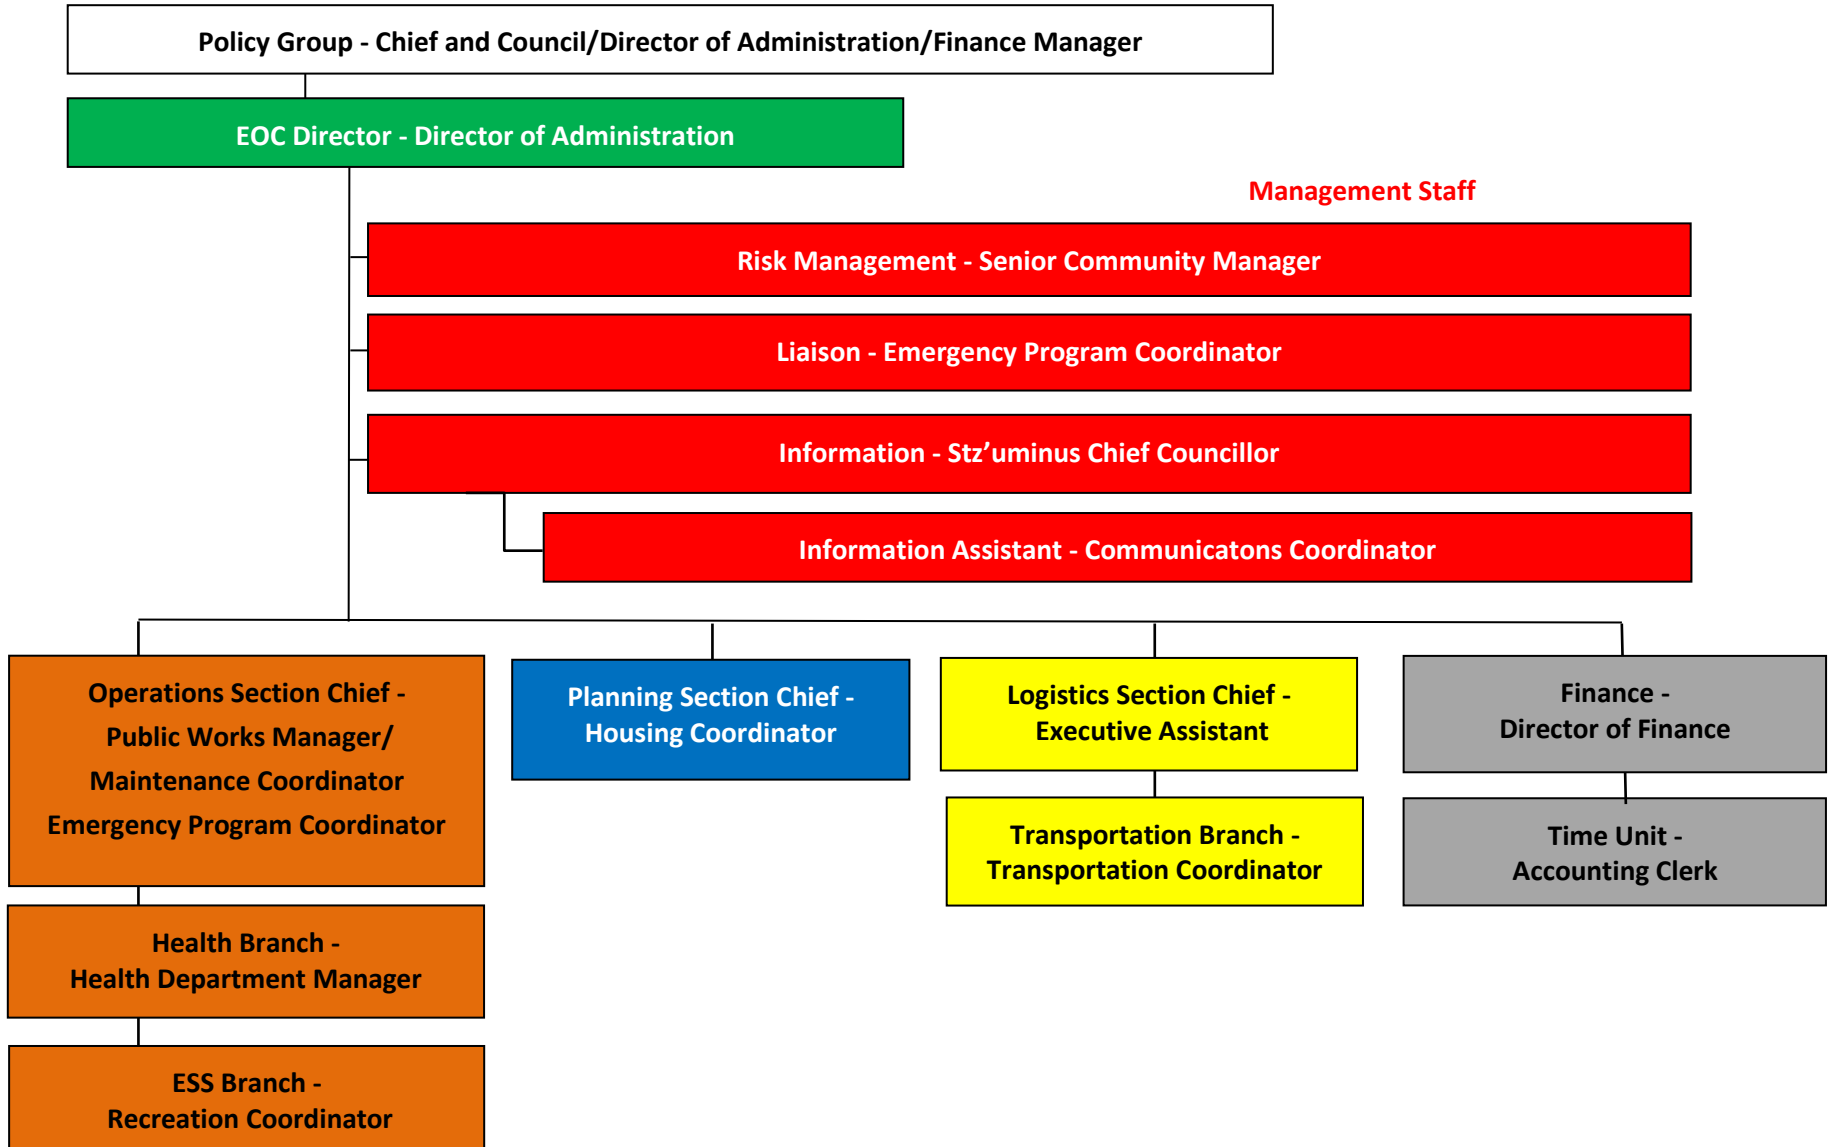 Policy Group - Chief and Council/Director of Administration/Finance Manager
EOC Director - Director of Administration
Management Staff
Risk Management - Senior Community Manager
Liaison - Emergency Program Coordinator
Information - Stz’uminus Chief Councillor
Information Assistant - Communicatons Coordinator
Operations Section Chief -
Public Works Manager/
Maintenance Coordinator
Emergency Program Coordinator
Planning Section Chief -
Housing Coordinator
Logistics Section Chief -
Executive Assistant
Finance -
Director of Finance
Transportation Branch -
Transportation Coordinator
Time Unit -
Accounting Clerk
Health Branch -
Health Department Manager
ESS Branch -
Recreation Coordinator